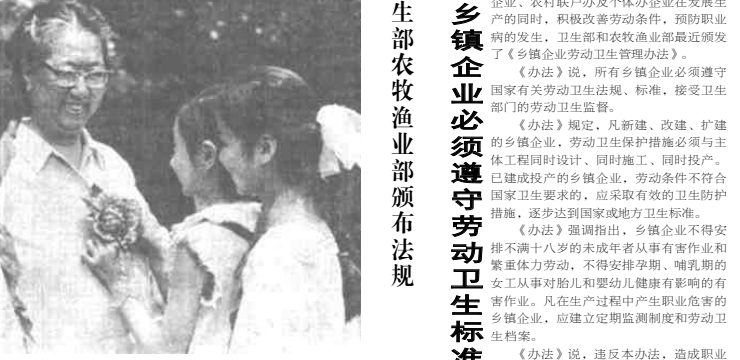 生部农牧渔业部颁布法规
乡镇企业必须遵守劳动卫生标准
企业、农村联户办及个体办企业在发展生
产的同时，积极改善劳动条件，预防职业
病的发生，卫生部和农牧渔业部最近颁发
了《乡镇企业劳动卫生管理办法》。
《办法》说，所有乡镇企业必须遵守
国家有关劳动卫生法规、标准，接受卫生
部门的劳动卫生监督。
《办法》规定，凡新建、改建、扩建
的乡镇企业，劳动卫生保护措施必须与主
体工程同时设计、同时施工、同时投产。
已建成投产的乡镇企业，劳动条件不符合
国家卫生要求的，应采取有效的卫生防护
措施，逐步达到国家或地方卫生标准。
《办法》强调指出，乡镇企业不得安
排不满十八岁的未成年者从事有害作业和
繁重体力劳动，不得安排孕期、哺乳期的
女工从事对胎儿和婴幼儿健康有影响的有
害作业。凡在生产过程中产生职业危害的
乡镇企业，应建立定期监测制度和劳动卫
生档案。
《办法》说，违反本办法，造成职业